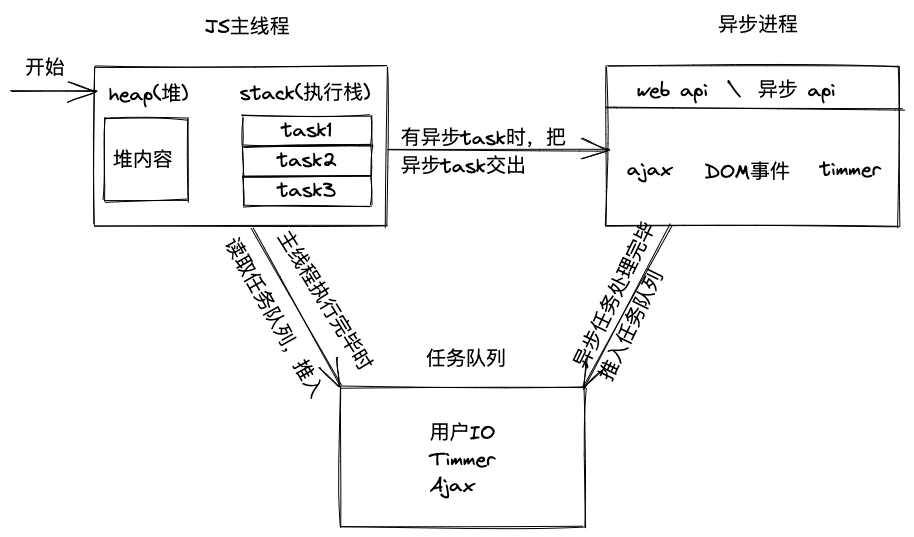 JS主线程
异步进程
开始
heap(堆)
stack(执行栈)
堆内容
task1
task2
task3
有异步task时，把
异步task交出
web api \ 异步 api
ajax DOM事件 timmer
主线程执行完毕时
读取任务队列，推入
异步任务处理完毕
推入任务队列
任务队列
用户IO
Timmer
Ajax